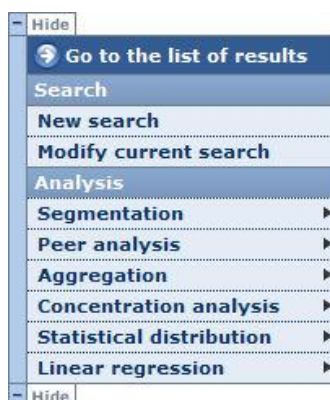 Hide
Go to the list of results
Search
New search
Modify current search
Analysis
Segmentation
Peer analysis
Aggregation
Concentration analysis
Statistical distribution
Linear regression
Hide